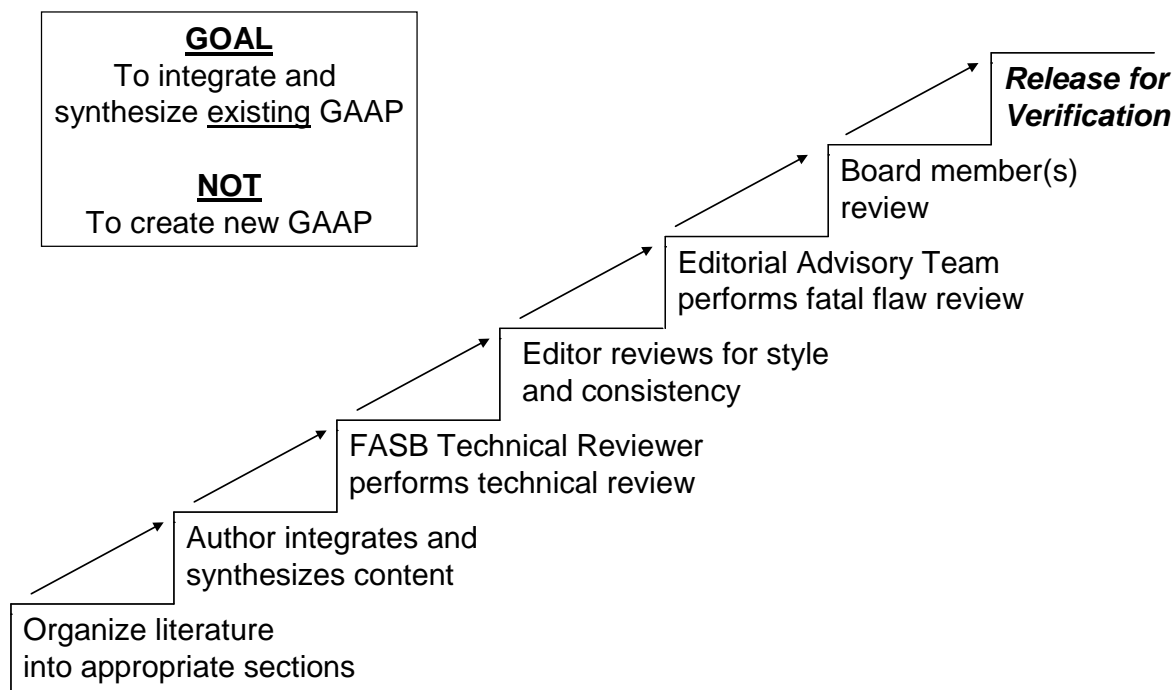 GOAL
To integrate and
synthesize existing GAAP
NOT
To create new GAAP
Release for
Verification
Board member(s)
review
Editorial Advisory Team
performs fatal flaw review
Editor reviews for style
and consistency
FASB Technical Reviewer
performs technical review
Author integrates and
synthesizes content
Organize literature
into appropriate sections